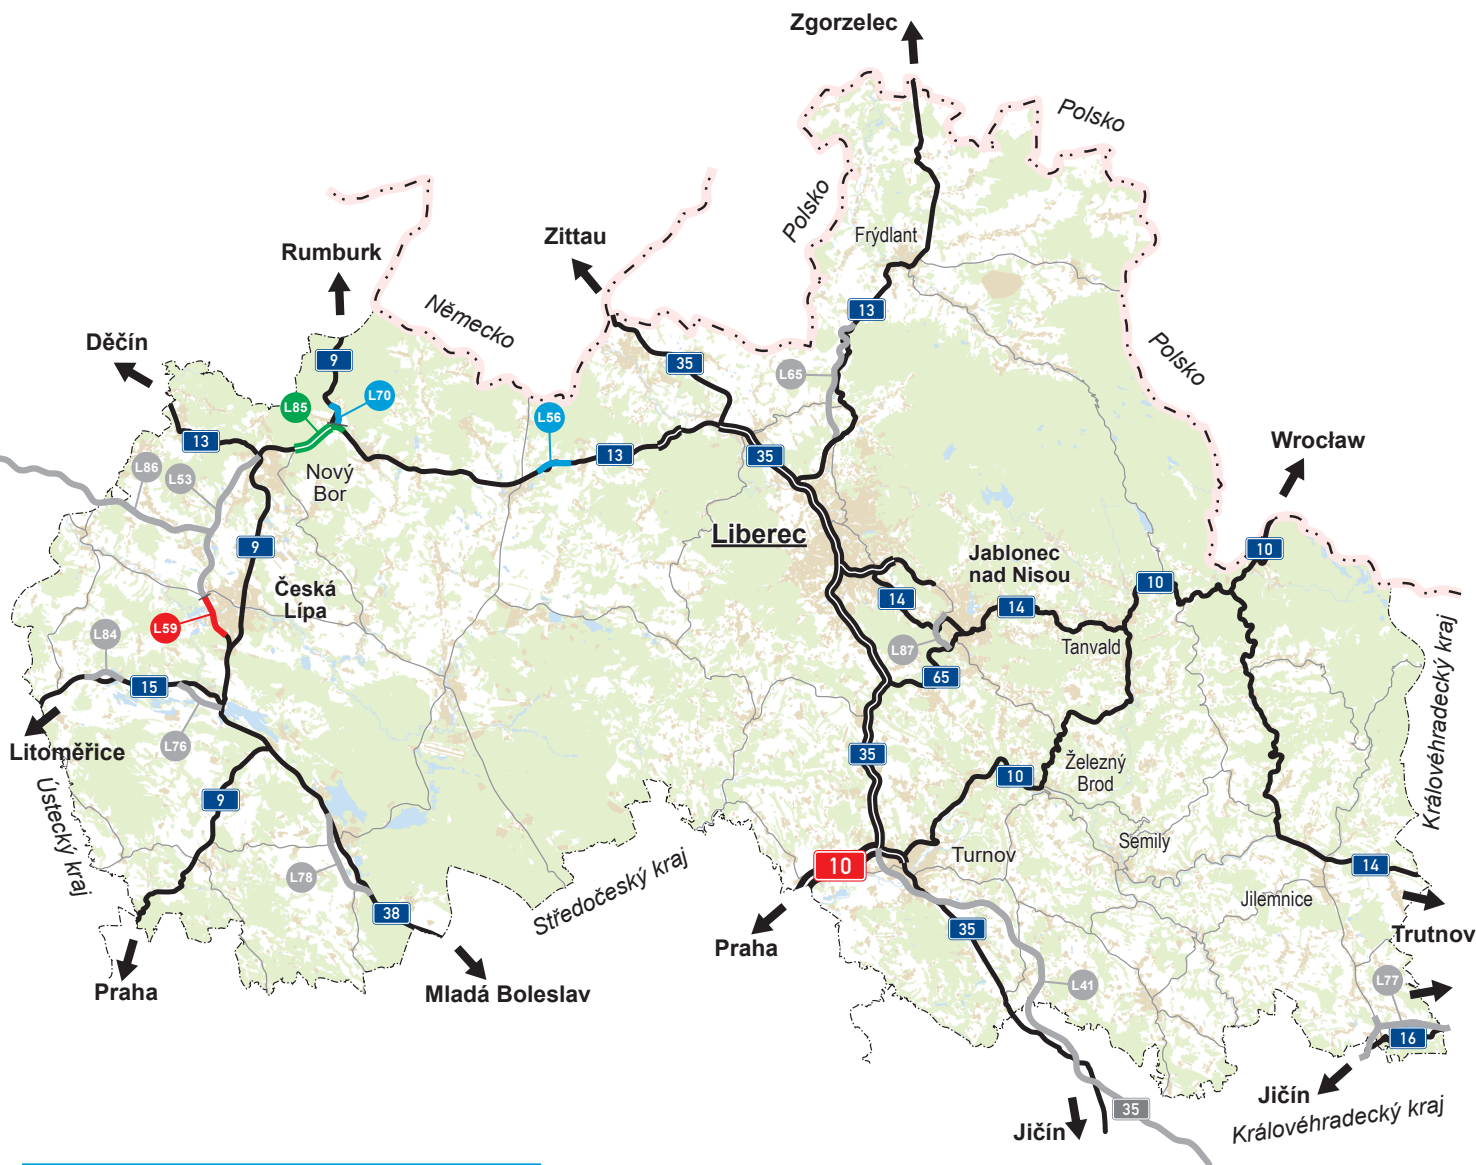 Zgorzelec
Polsko
Polsko
Frýdlant
Zittau
Rumburk
13
Německo
Děčín
9
35
L65
Polsko
L70
L85
L56
13
Wrocław
L86
L53
Nový
Bor
13
35
Liberec
9
10
Jablonec
nad Nisou
10
Česká
Lípa
14
14
L59
L84
L87
Tanvald
65
15
Královéhradecký kraj
L76
Litoměřice
35
Železný
Brod
10
9
Ústecký kraj
Semily
Turnov
10
14
L78
Středočeský kraj
Jilemnice
38
35
Trutnov
Praha
L41
L77
Praha
Mladá Boleslav
16
Jičín
35
Královéhradecký kraj
Jičín